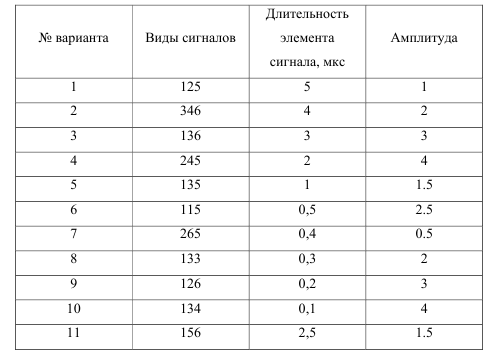 № варианта Виды сигналов Длительность элемента сигнала, мкс Амплитуда
1 125 5 1
2 346 4 2
3 136 3 3
4 245 2 4
5 135 1 1.5
6 115 0,5 2.5
7 265 0,4 0.5
8 133 0,3 2
9 126 0,2 3
10 134 0,1 4
11 156 2,5 1.5